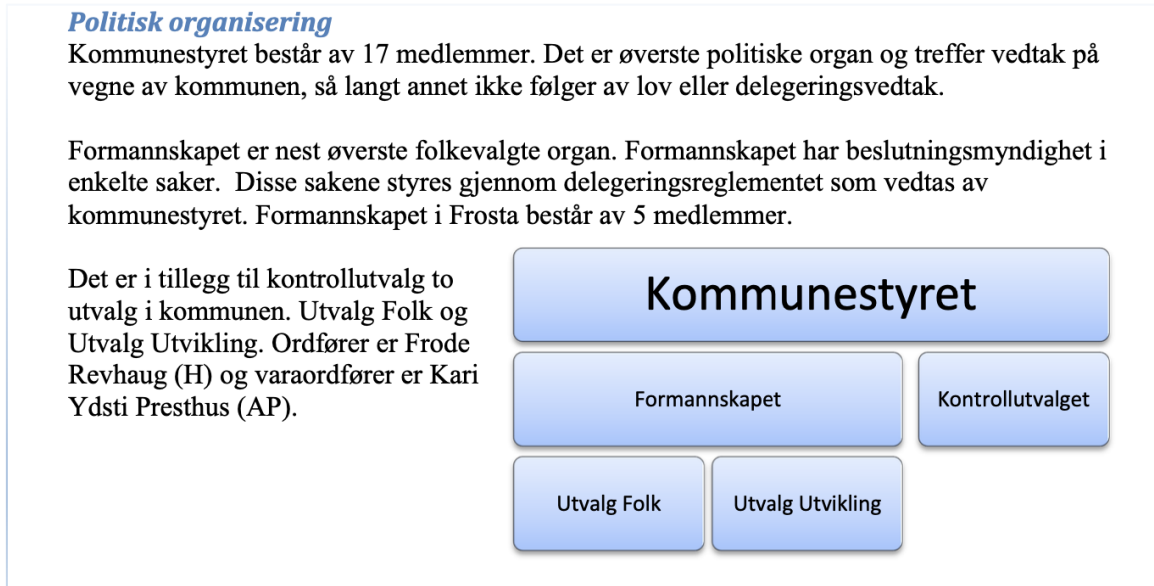 Politisk organisering
Kommunestyret består av 17 medlemmer. Det er øverste politiske organ og treffer vedtak på
vegne av kommunen, så langt annet ikke følger av lov eller delegeringsvedtak.
Formannskapet er nest øverste folkevalgte organ. Formannskapet har beslutningsmyndighet i
enkelte saker.  Disse sakene styres gjennom delegeringsreglementet som vedtas av
kommunestyret. Formannskapet i Frosta består av 5 medlemmer.
Det er i tillegg til kontrollutvalg to
utvalg i kommunen. Utvalg Folk og
Utvalg Utvikling. Ordfører er Frode
Revhaug (H) og varaordfører er Kari
Ydsti Presthus (AP).
Kommunestyret
Formannskapet
Kontrollutvalget
Utvalg Folk
Utvalg Utvikling